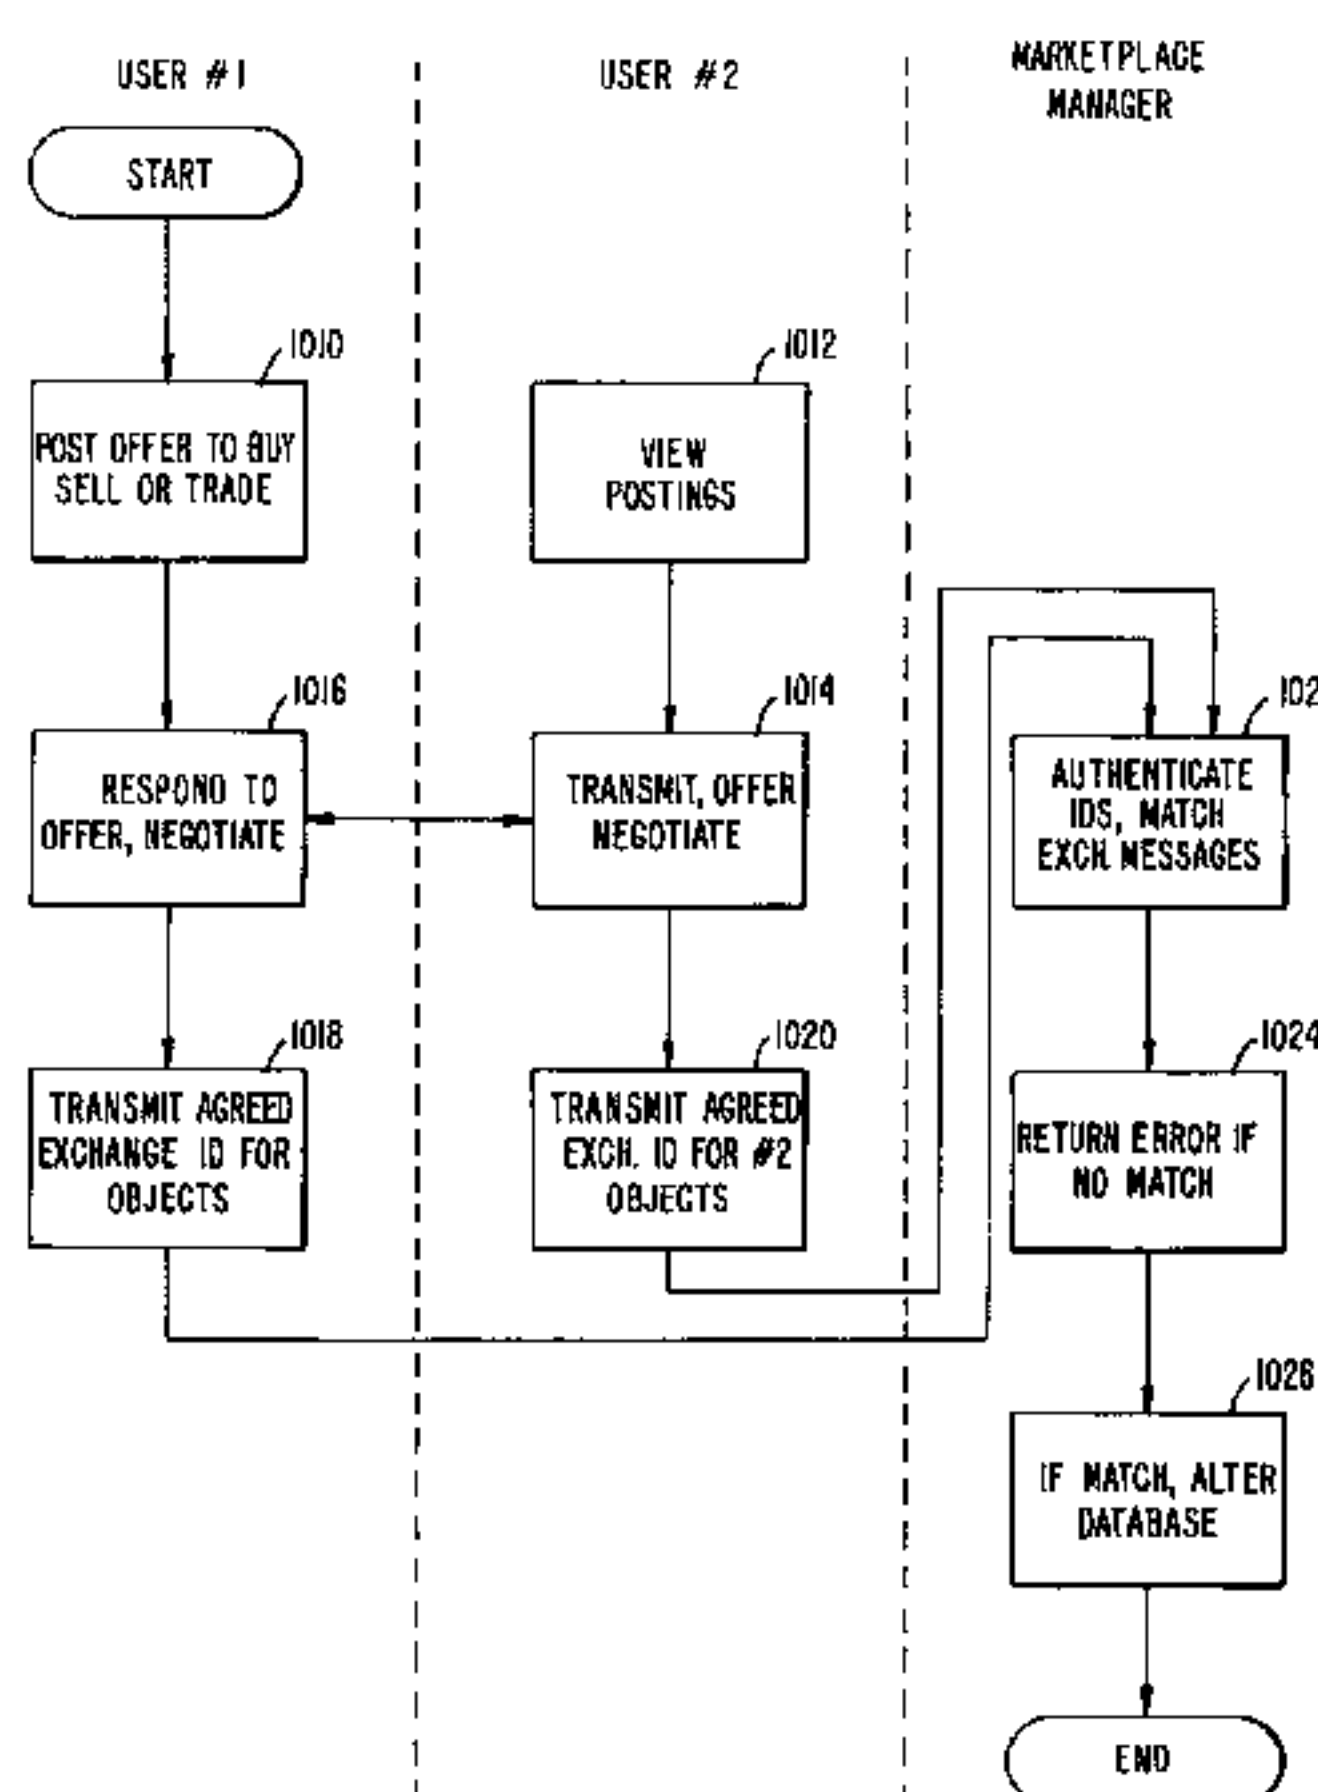 USER #1
USER #2
MARKETPLACE
MANAGER
START
1010
POST OFFER TO BUY
SELL OR TRADE
1012
VIEW
POSTINGS
1016
RESPOND TO
OFFER, NEGOTIATE
1014
TRANSMIT, OFFER
NEGOTIATE
102
AUTHENTICATE
IDS, MATCH
EXCH. MESSAGES
1018
TRANSMIT AGREED
EXCHANGE ID FOR
OBJECTS
1020
TRANSMIT AGREED
EXCH. ID FOR #2
OBJECTS
1024
RETURN ERROR IF
NO MATCH
1026
IF MATCH, ALTER
DATABASE
END